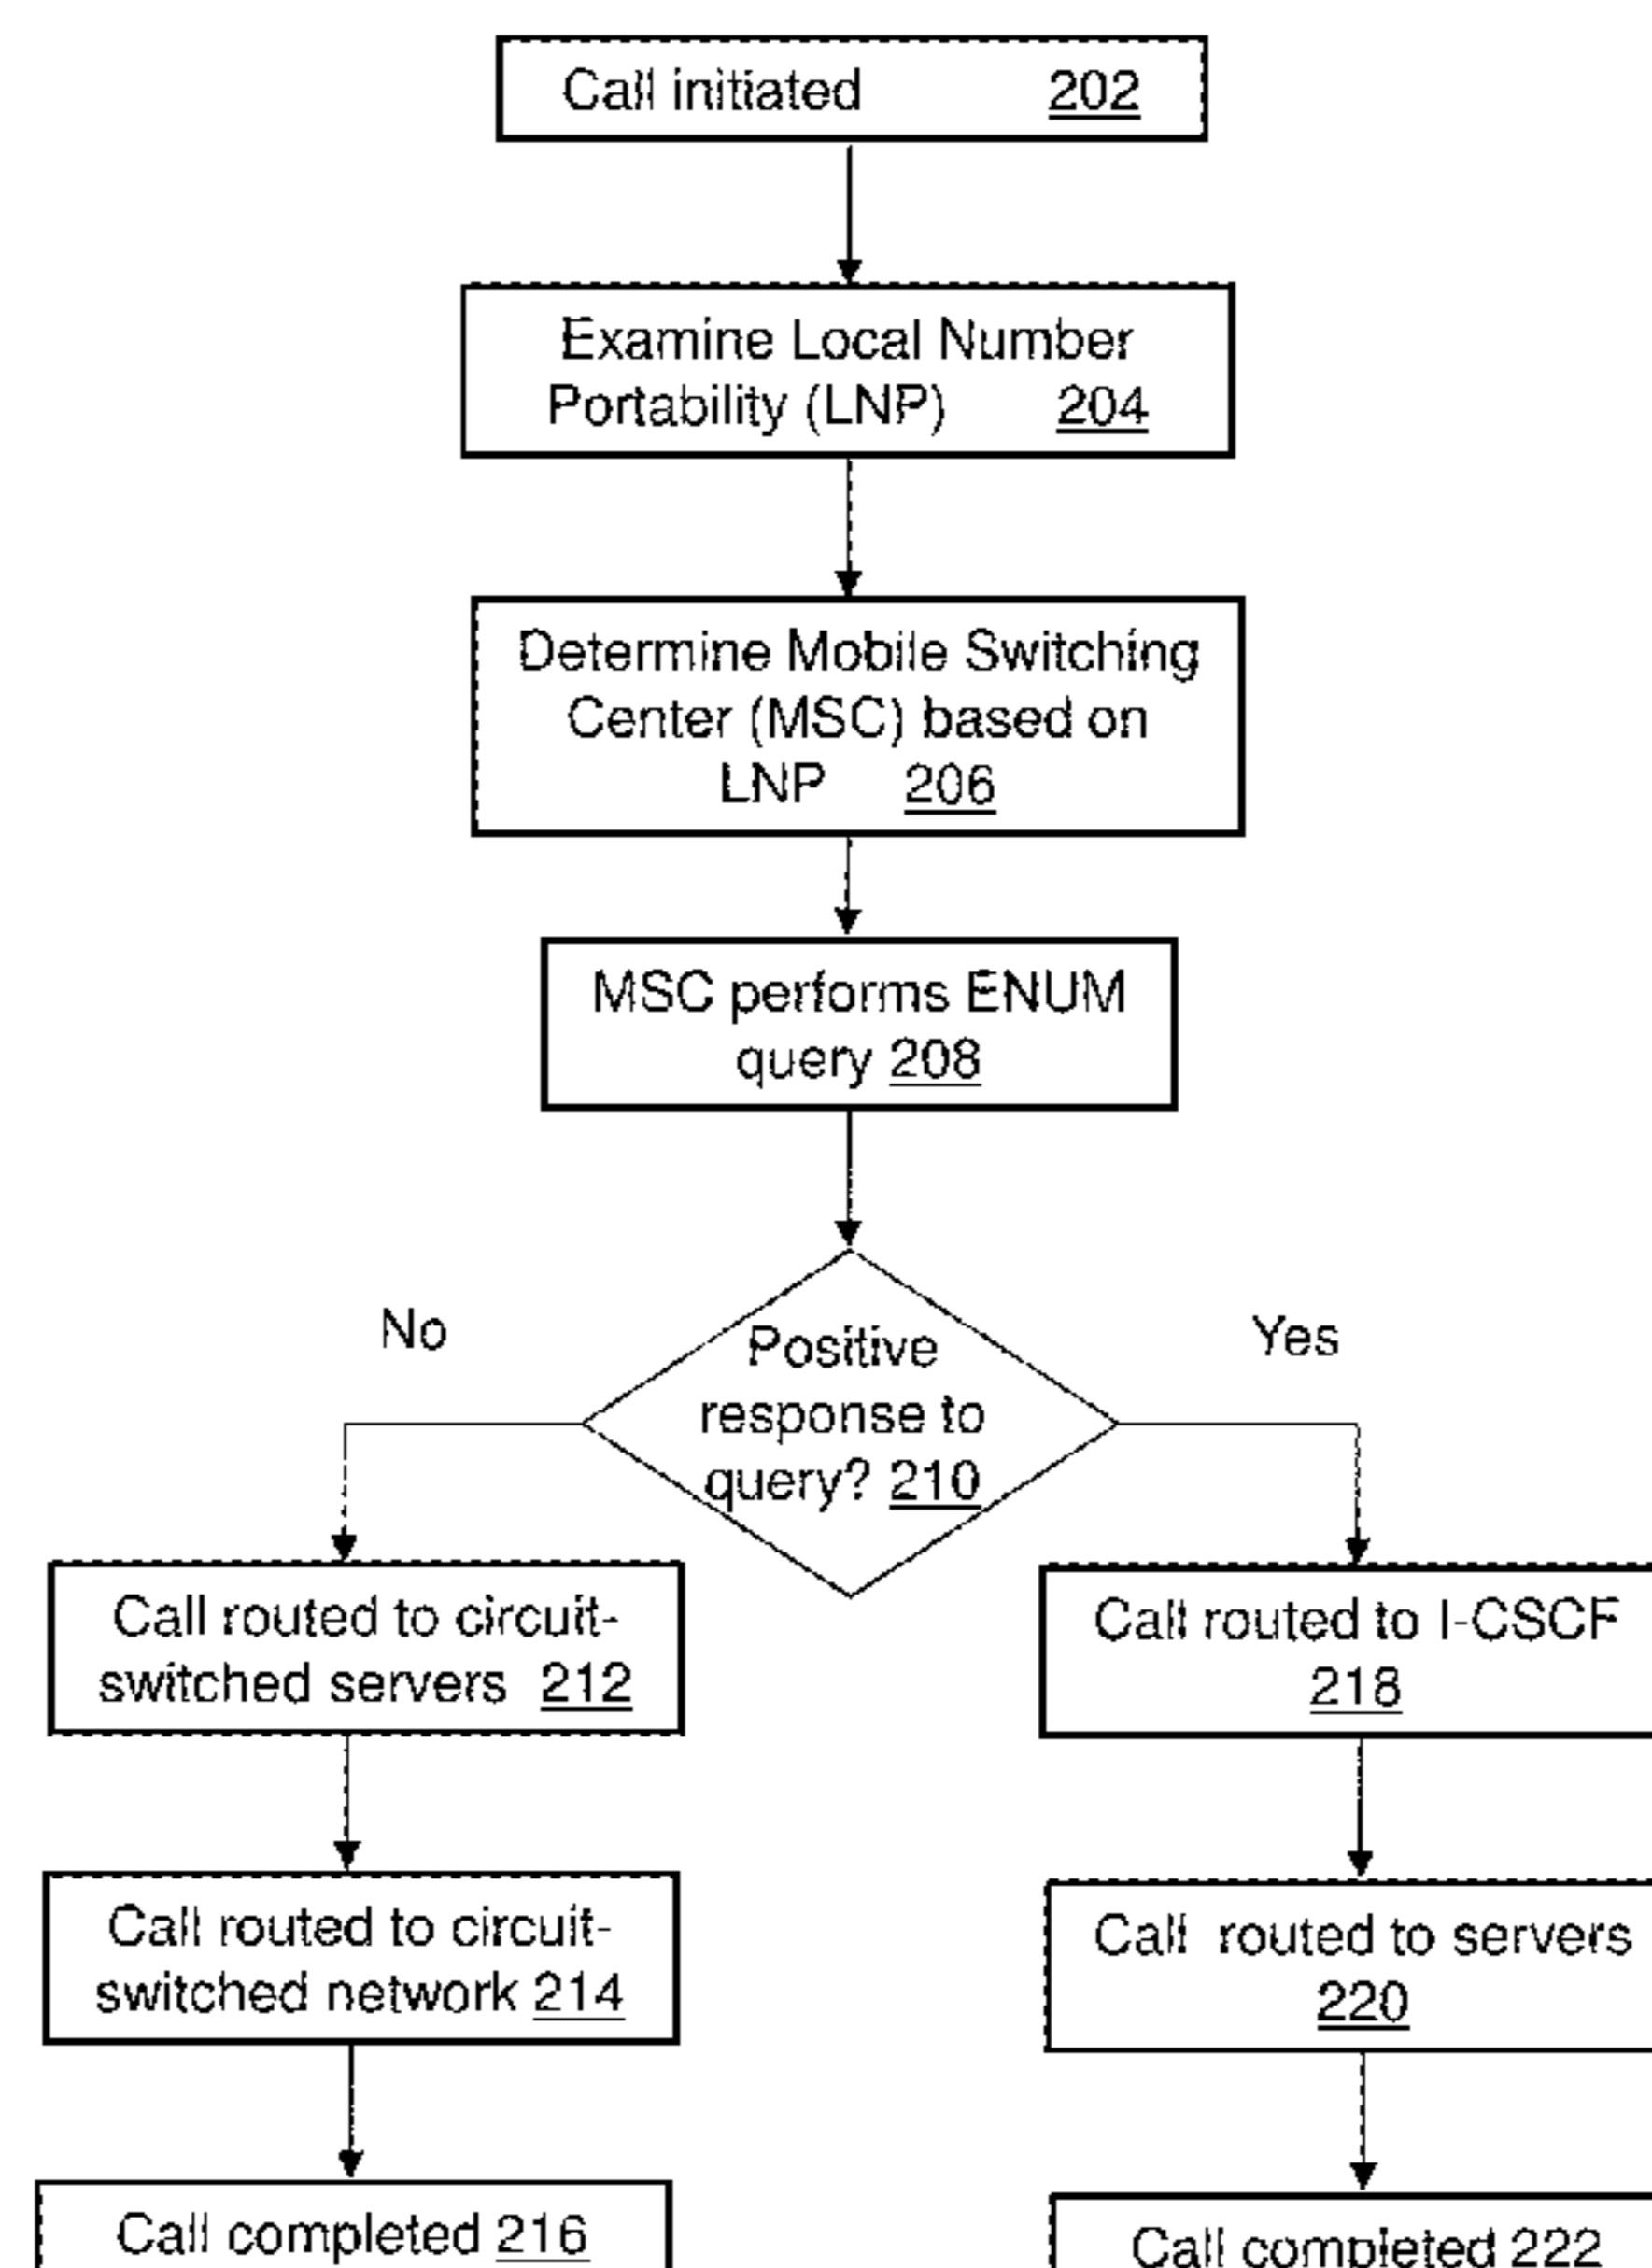 Call initiated 202
Examine Local Number
Portability (LNP) 204
Determine Mobile Switching
Center (MSC) based on
LNP 206
MSC performs ENUM
query 208
No
Yes
Positive
response to
query? 210
Call routed to circuit-
switched servers 212
Call routed to I-CSCF
218
Call routed to circuit-
switched network 214
Call routed to servers
220
Call completed 216
Call completed 222